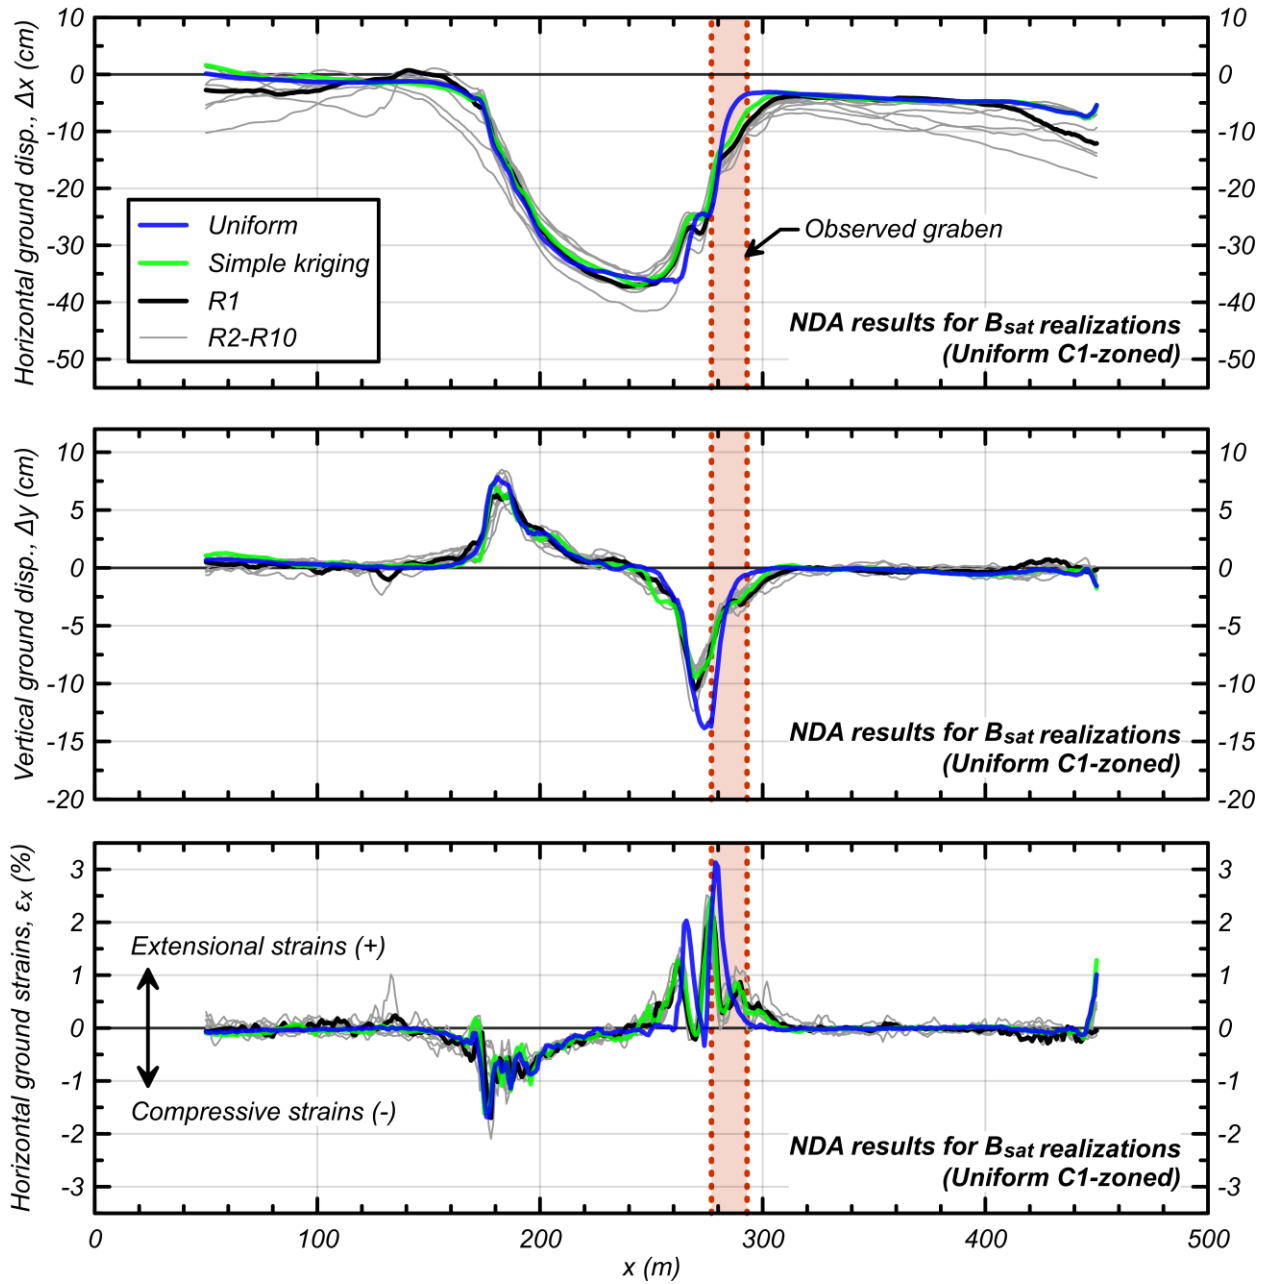 10
0
-10
-20
-30
-40
-50
Horizontal ground disp., Δx (cm)
Uniform
Simple kriging
R1
R2-R10
Observed graben
NDA results for Bsat realizations
(Uniform C1-zoned)
10
0
-10
-20
-30
-40
-50
10
5
0
-5
-10
-15
-20
Vertical ground disp., Δy (cm)
NDA results for Bsat realizations
(Uniform C1-zoned)
10
5
0
-5
-10
-15
-20
3
2
1
0
-1
-2
-3
Horizontal ground strains, εx (%)
Extensional strains (+)
Compressive strains (-)
NDA results for Bsat realizations
(Uniform C1-zoned)
3
2
1
0
-1
-2
-3
0 100 200 300 400 500
x (m)